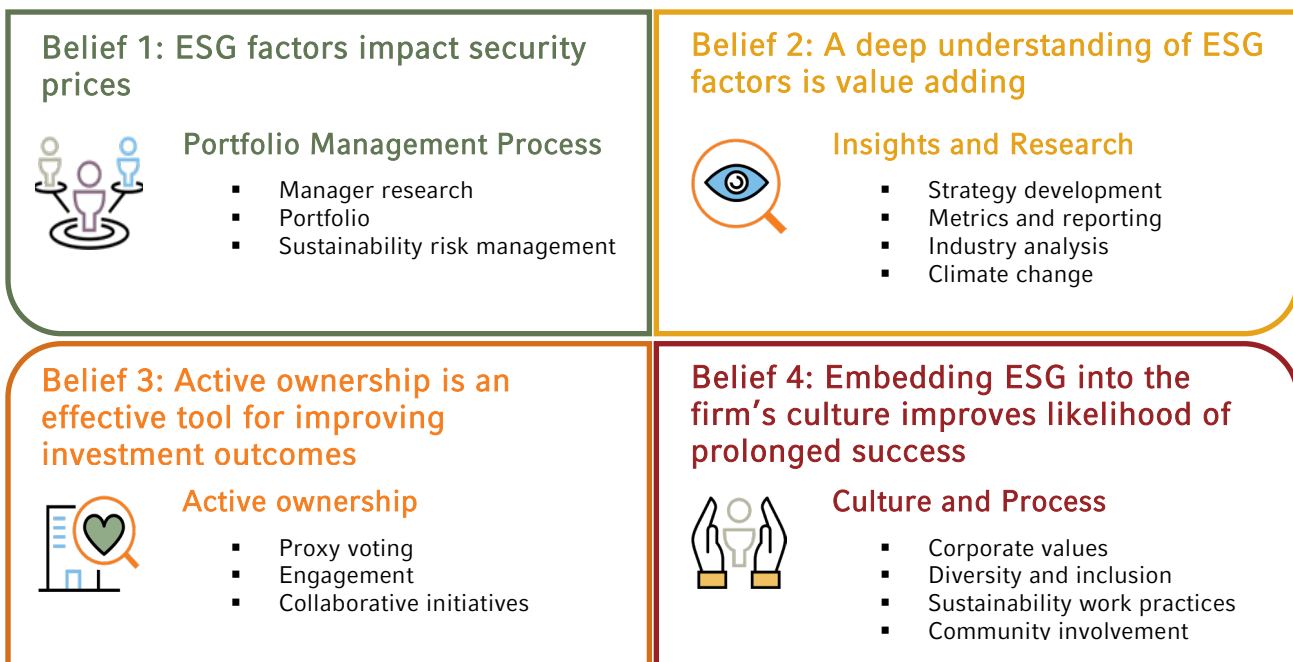 Belief 1: ESG factors impact security
prices
Portfolio Management Process
▪ Manager research
▪ Portfolio
▪ Sustainability risk management
Belief 2: A deep understanding of ESG
factors is value adding
Insights and Research
▪ Strategy development
▪ Metrics and reporting
▪ Industry analysis
▪ Climate change
Belief 3: Active ownership is an
effective tool for improving
investment outcomes
Active ownership
▪ Proxy voting
▪ Engagement
▪ Collaborative initiatives
Belief 4: Embedding ESG into the
firm's culture improves likelihood of
prolonged success
Culture and Process
▪ Corporate values
▪ Diversity and inclusion
▪ Sustainability work practices
▪ Community involvement